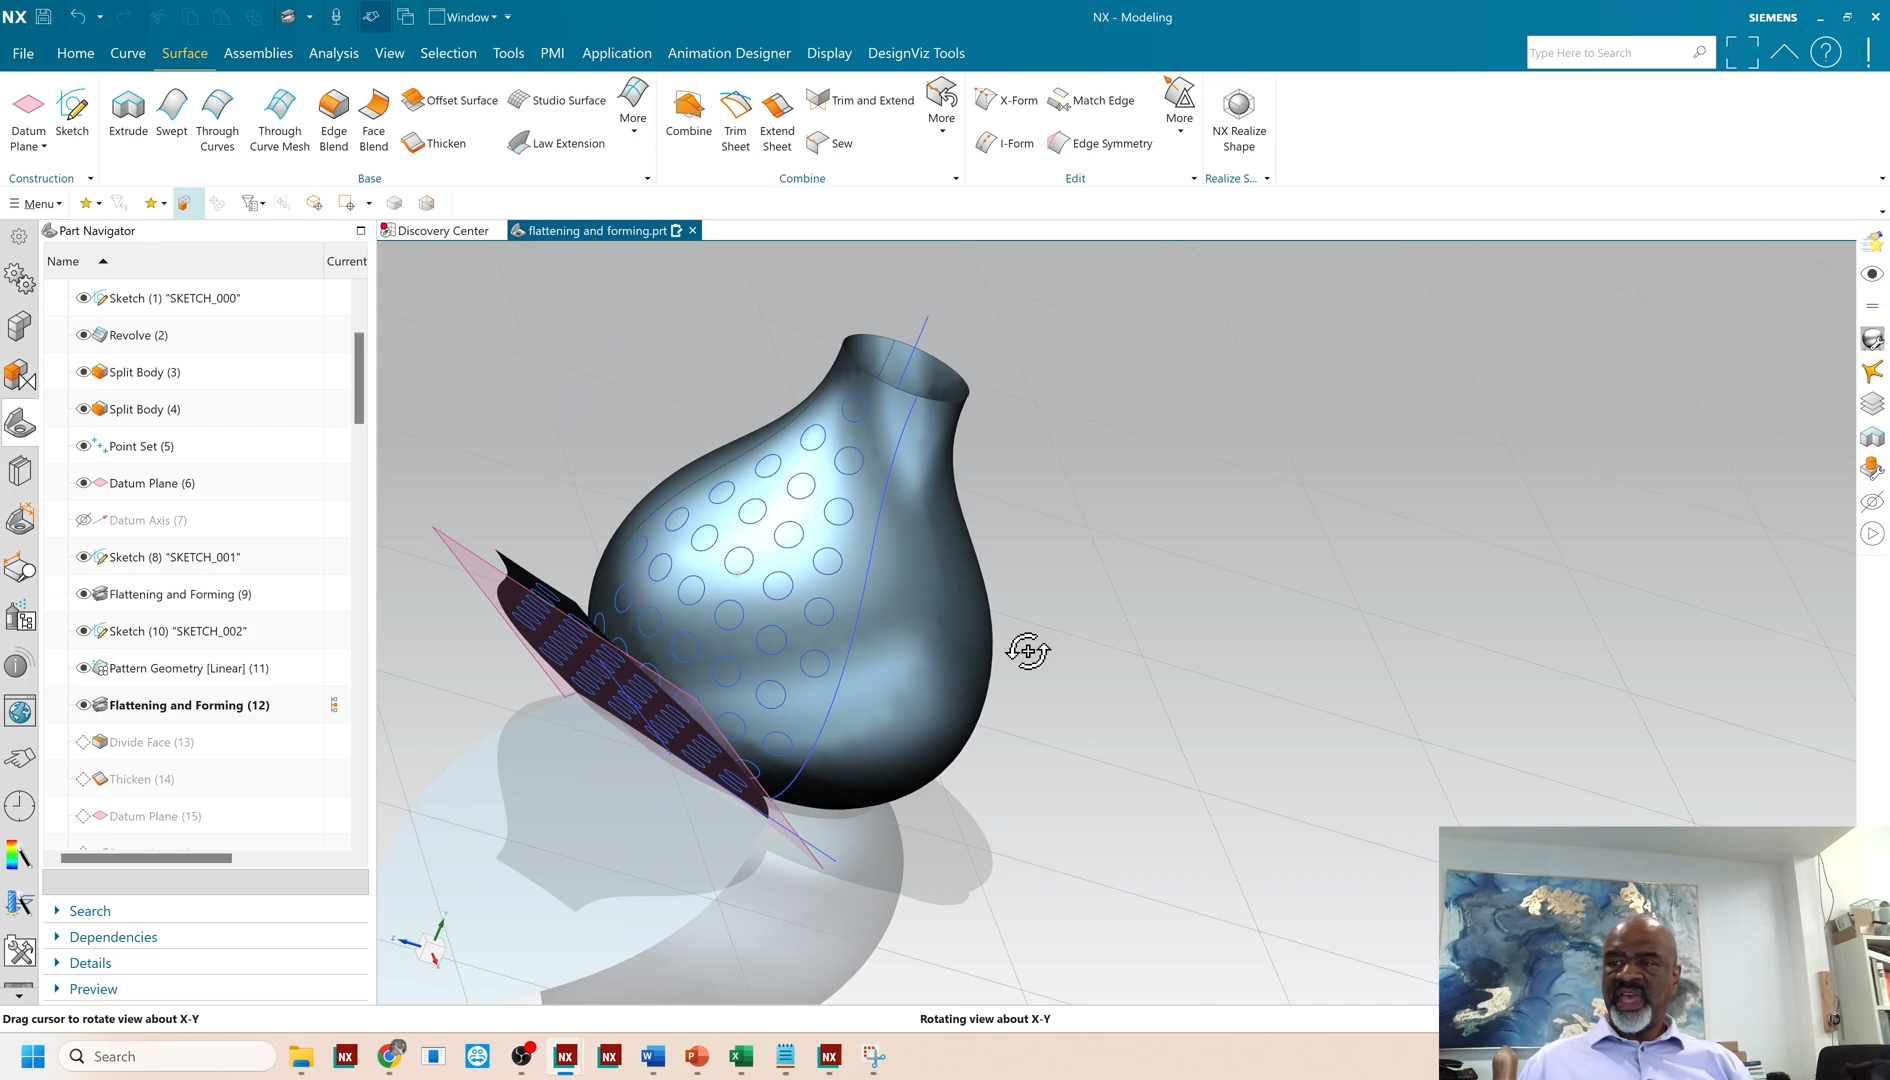 NX
Window
NX - Modeling
SIEMENS
File Home Curve Surface Assemblies Analysis View Selection Tools PMI Application Animation Designer Display DesignViz Tools
Type Here to Search
Datum Plane
Sketch
Extrude
Swept
Through Curves
Through Curve Mesh
Edge Blend
Face Blend
Offset Surface
Thicken
Studio Surface
Law Extension
More
Combine
Trim Sheet
Extend Sheet
Trim and Extend
Sew
More
X-Form
I-Form
Match Edge
Edge Symmetry
More
NX Realize Shape
Construction
Base
Combine
Edit
Realize S...
Menu
Part Navigator
Discovery Center
flattening and forming.prt
Name
Current
Sketch (1) "SKETCH_000"
Revolve (2)
Split Body (3)
Split Body (4)
Point Set (5)
Datum Plane (6)
Datum Axis (7)
Sketch (8) "SKETCH_001"
Flattening and Forming (9)
Sketch (10) "SKETCH_002"
Pattern Geometry [Linear] (11)
Flattening and Forming (12)
Divide Face (13)
Thicken (14)
Datum Plane (15)
Search
Dependencies
Details
Preview
Drag cursor to rotate view about X-Y
Rotating view about X-Y
Search